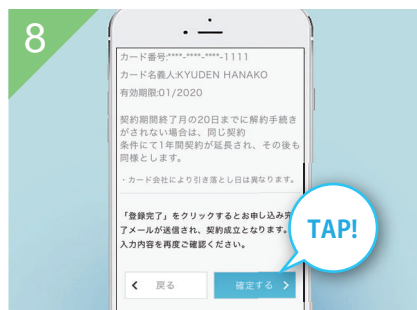 8
カード番号:****-****-****-1111
カード名義人:KYUDEN HANAKO
有効期限:01/2020
契約期間終了月の20日までに解約手続き
がされない場合は、同じ契約
条件にて1年間契約が延長され、その後も
同様とします。
・カード会社により引き落とし日は異なります。
「登録完了」をクリックするとお申し込み完
了メールが送信され、契約成立となります。
入力内容を再度ご確認ください。
TAP!
戻る
確定する